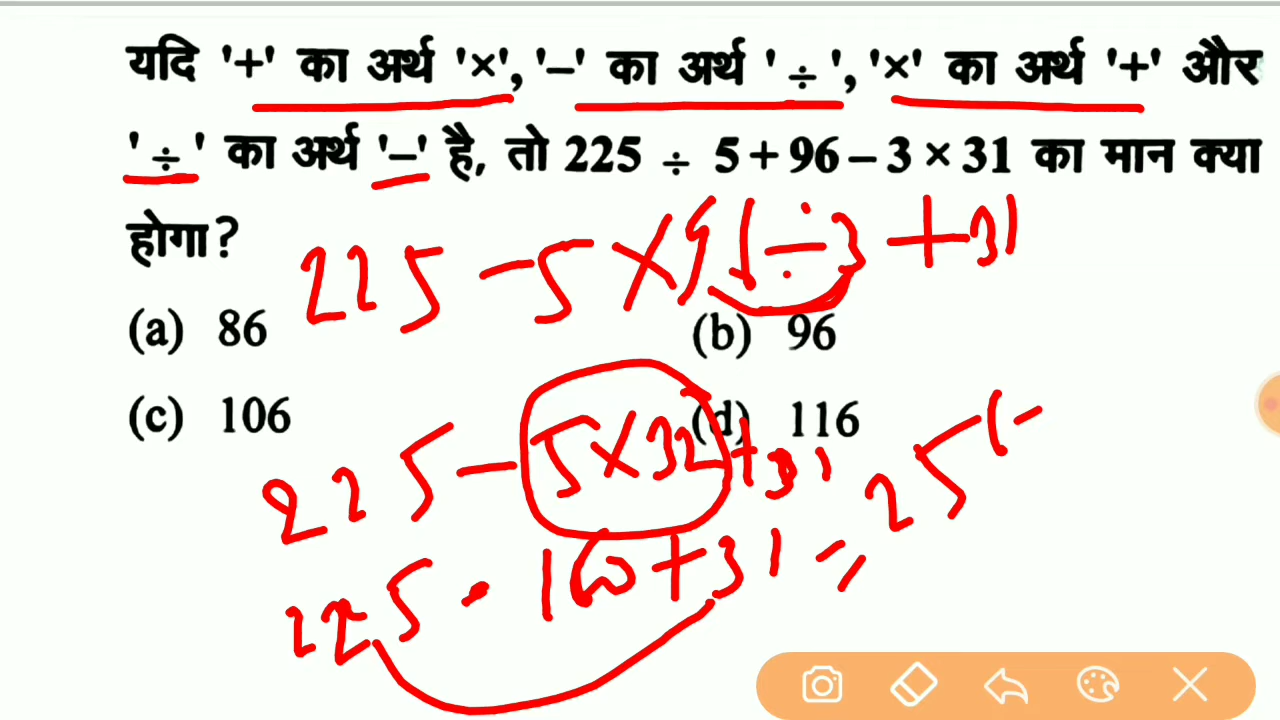 यदि '+' का अर्थ '×', '–' का अर्थ ' ÷ ', '×' का अर्थ '+' और
' ÷ ' का अर्थ '–' है, तो 225 ÷ 5 + 96 – 3 × 31 का मान क्या
होगा?
225 - 5 × 96 ÷ 3 + 31
(a) 86 (b) 96
(c) 106 (d) 116
225 - 5 × 32 + 31
225 - 160 + 31 = 256 -